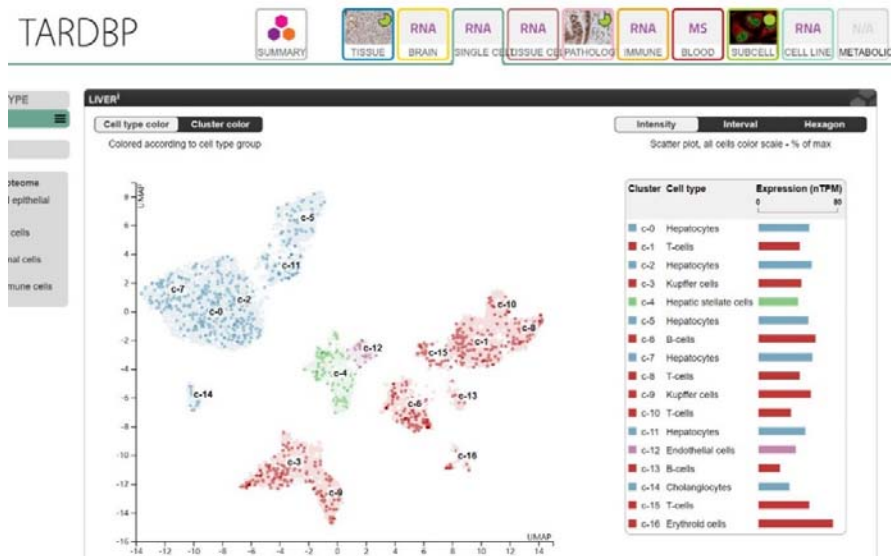 TARDBP
SUMMARY
TISSUE
RNA
BRAIN
RNA
SINGLE CELL
RNA
TISSUE CELL
PATHOLOG
RNA
IMMUNE
MS
BLOOD
SUBCELL
RNA
CELL LINE
N/A
METABOLIC
YPE
oteome
l epithelial
cells
nal cells
mune cells
LIVERⁱ
Cell type color Cluster color
Colored according to cell type group
Intensity Interval Hexagon
Scatter plot, all cells color scale - % of max
UMAP
8
6
4
2
0
-2
-4
-6
-8
-10
-12
-14
-16
-14 -12 -10 -8 -6 -4 -2 0 2 4 6 8 10 12 14
UMAP
c-5
c-11
c-7
c-2
c-0
c-10
c-8
c-1
c-15
c-12
c-4
c-14
c-13
c-6
c-16
c-3
c-9
Cluster Cell type Expression (nTPM)
0 80
c-0 Hepatocytes
c-1 T-cells
c-2 Hepatocytes
c-3 Kupffer cells
c-4 Hepatic stellate cells
c-5 Hepatocytes
c-6 B-cells
c-7 Hepatocytes
c-8 T-cells
c-9 Kupffer cells
c-10 T-cells
c-11 Hepatocytes
c-12 Endothelial cells
c-13 B-cells
c-14 Cholangiocytes
c-15 T-cells
c-16 Erythroid cells